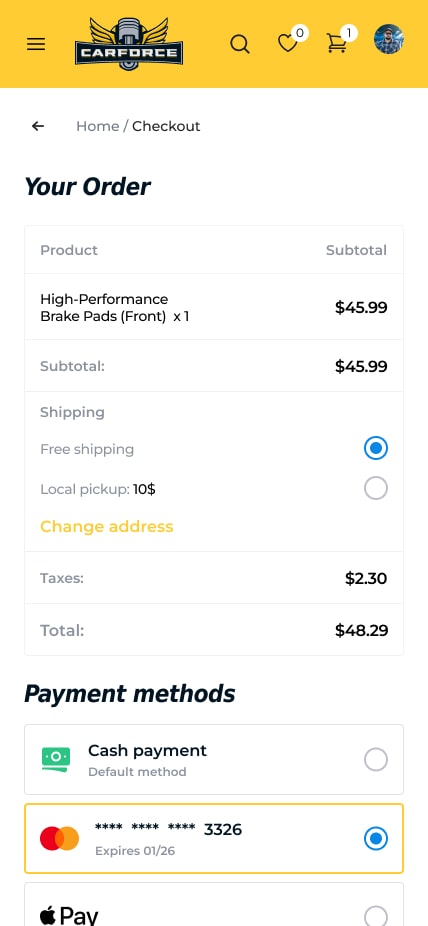 CARFORCE
0
1
Home / Checkout
Your Order
Product Subtotal
High-Performance
Brake Pads (Front) x 1
$45.99
Subtotal: $45.99
Shipping
Free shipping
Local pickup: 10$
Change address
Taxes: $2.30
Total: $48.29
Payment methods
Cash payment
Default method
**** **** **** 3326
Expires 01/26
Pay